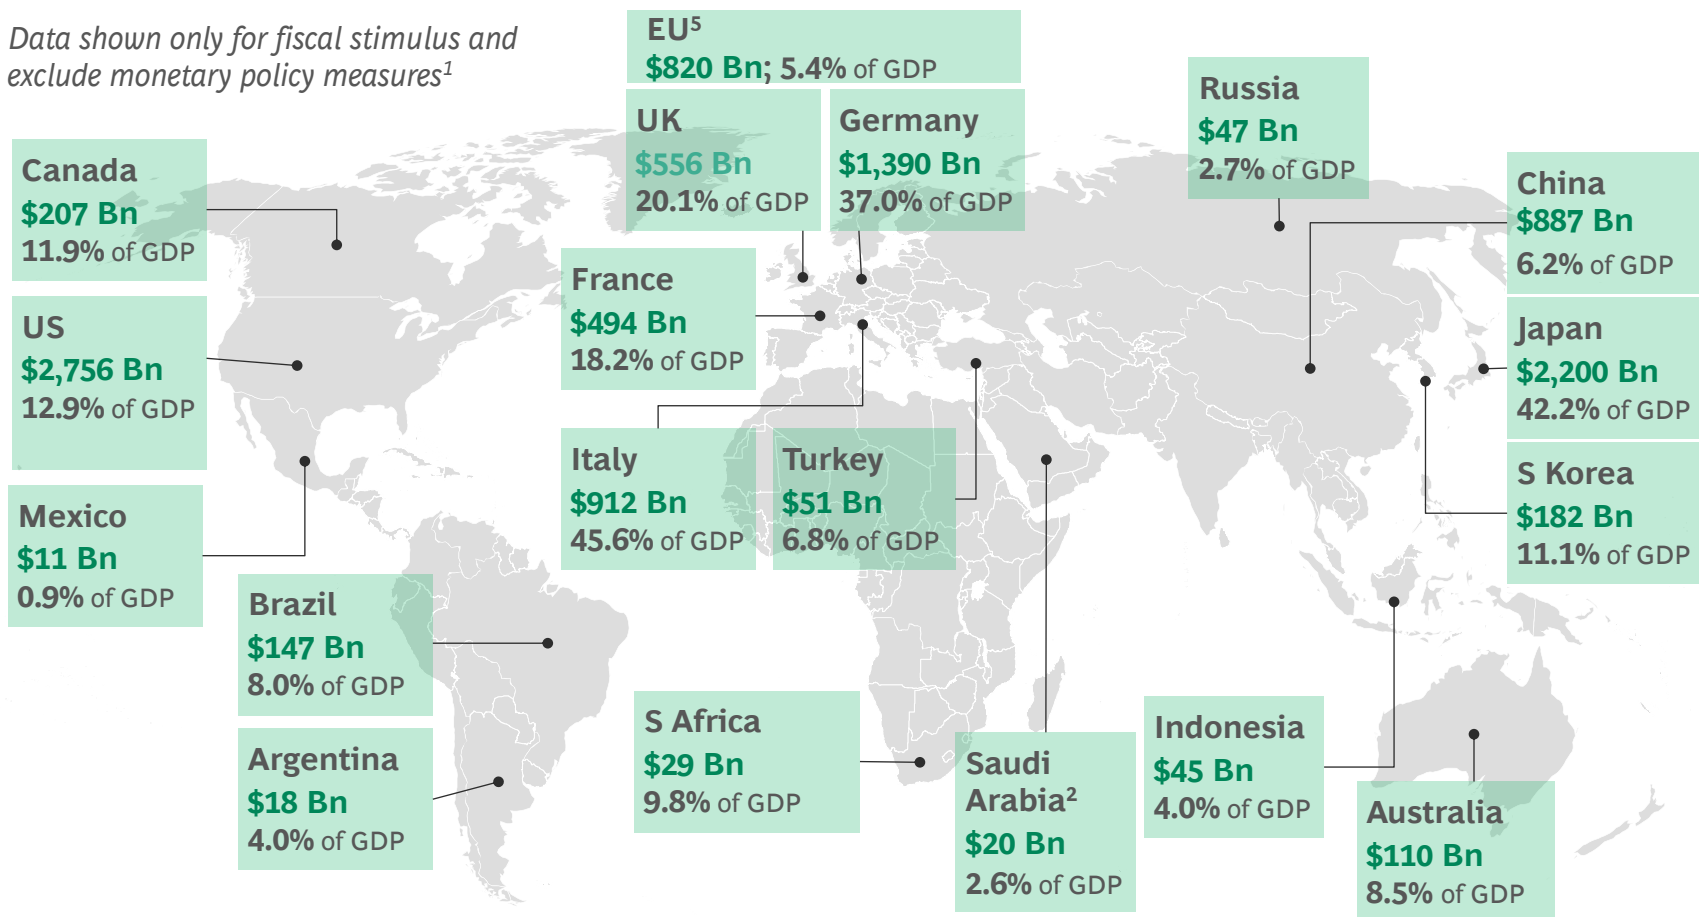 Data shown only for fiscal stimulus and
exclude monetary policy measures¹
EU⁵
$820 Bn; 5.4% of GDP
UK
$556 Bn
20.1% of GDP
Germany
$1,390 Bn
37.0% of GDP
Russia
$47 Bn
2.7% of GDP
Canada
$207 Bn
11.9% of GDP
China
$887 Bn
6.2% of GDP
France
$494 Bn
18.2% of GDP
US
$2,756 Bn
12.9% of GDP
Japan
$2,200 Bn
42.2% of GDP
Italy
$912 Bn
45.6% of GDP
Turkey
$51 Bn
6.8% of GDP
S Korea
$182 Bn
11.1% of GDP
Mexico
$11 Bn
0.9% of GDP
Brazil
$147 Bn
8.0% of GDP
Argentina
$18 Bn
4.0% of GDP
S Africa
$29 Bn
9.8% of GDP
Saudi
Arabia²
$20 Bn
2.6% of GDP
Indonesia
$45 Bn
4.0% of GDP
Australia
$110 Bn
8.5% of GDP